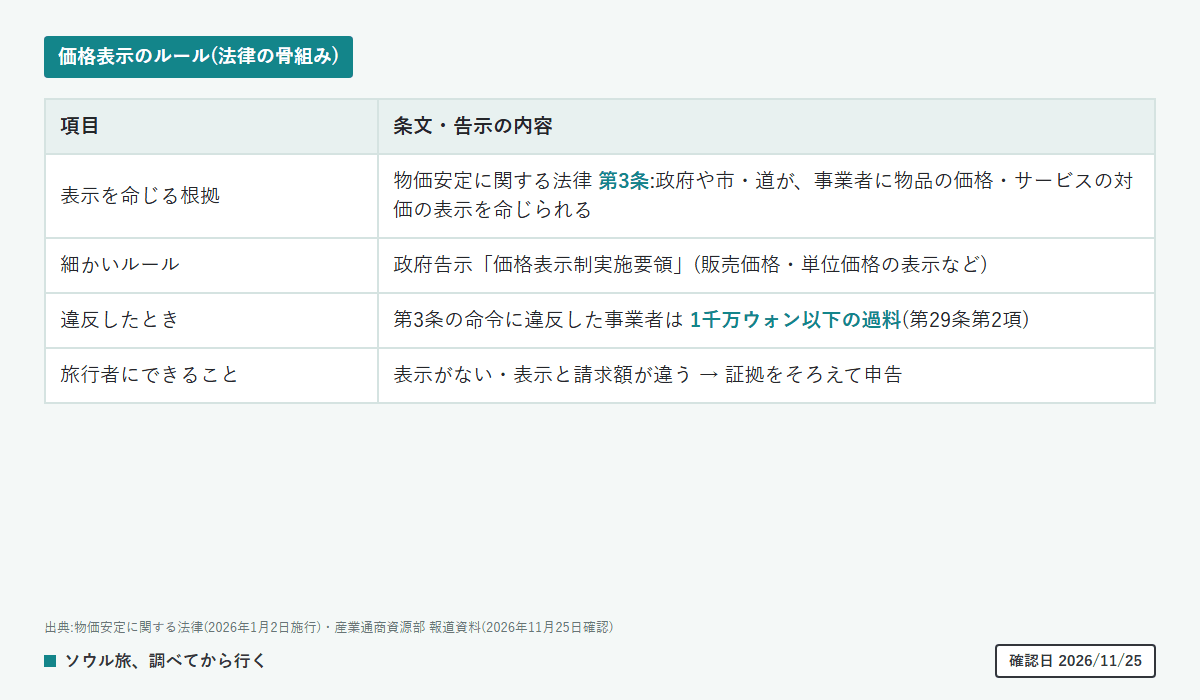 価格表示のルール(法律の骨組み)
項目
条文・告示の内容
表示を命じる根拠
物価安定に関する法律 第3条:政府や市・道が、事業者に物品の価格・サービスの対
価の表示を命じられる
細かいルール
政府告示「価格表示制実施要領」(販売価格・単位価格の表示など)
違反したとき
第3条の命令に違反した事業者は 1千万ウォン以下の過料(第29条第2項)
旅行者にできること
表示がない・表示と請求額が違う → 証拠をそろえて申告
出典:物価安定に関する法律(2026年1月2日施行)・産業通商資源部 報道資料(2026年11月25日確認)
ソウル旅、調べてから行く
確認日 2026/11/25